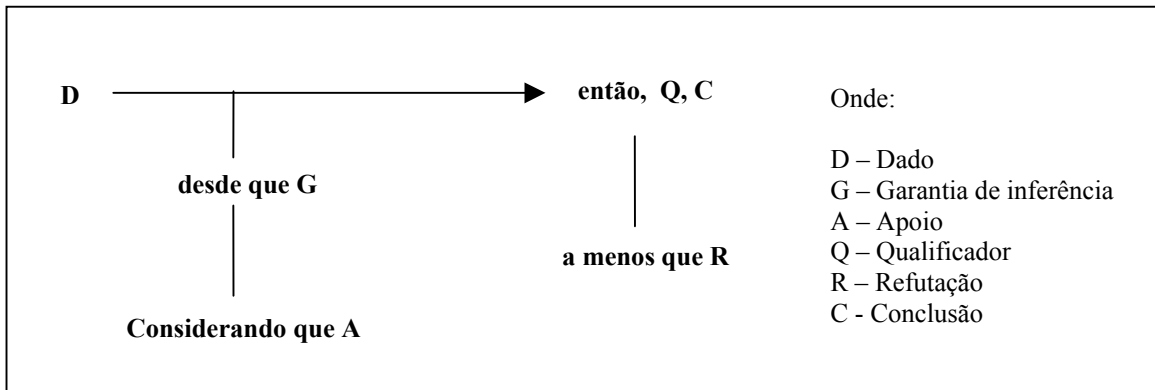 D
então, Q, C
desde que G
a menos que R
Considerando que A
Onde:
D – Dado
G – Garantia de inferência
A – Apoio
Q – Qualificador
R – Refutação
C - Conclusão